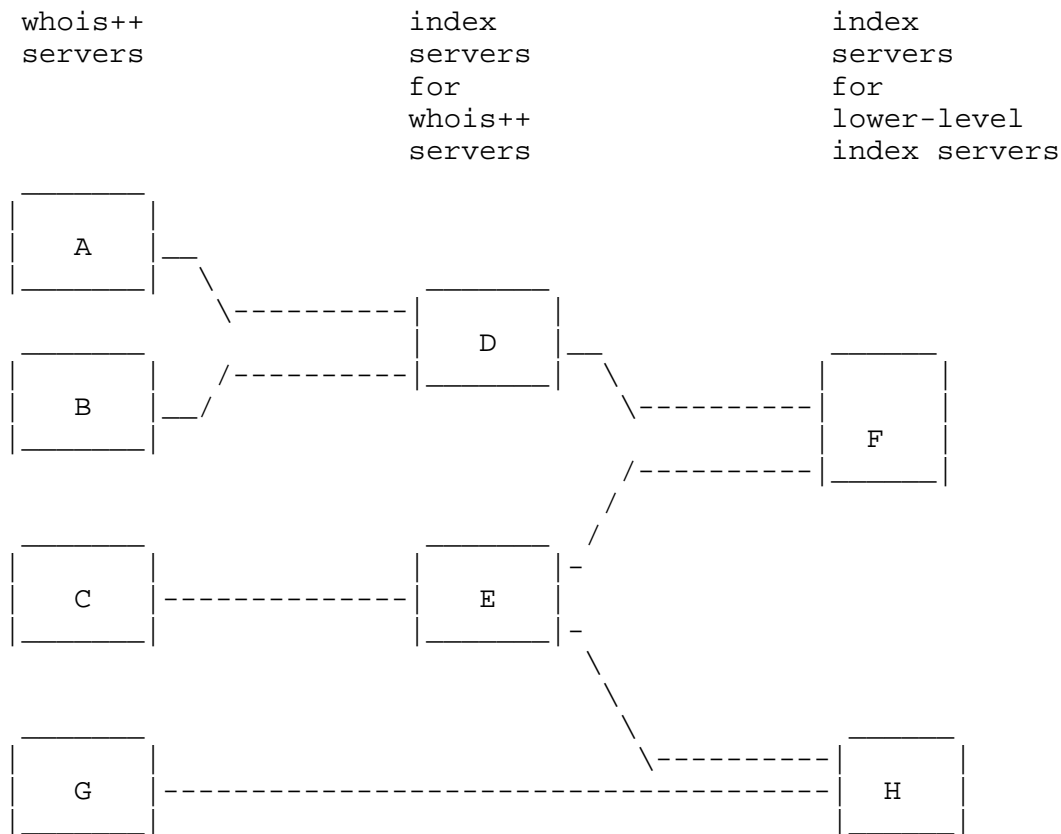 whois++ index index
servers servers servers
for for
whois++ lower-level
servers index servers
A
D
B
F
C E
G H